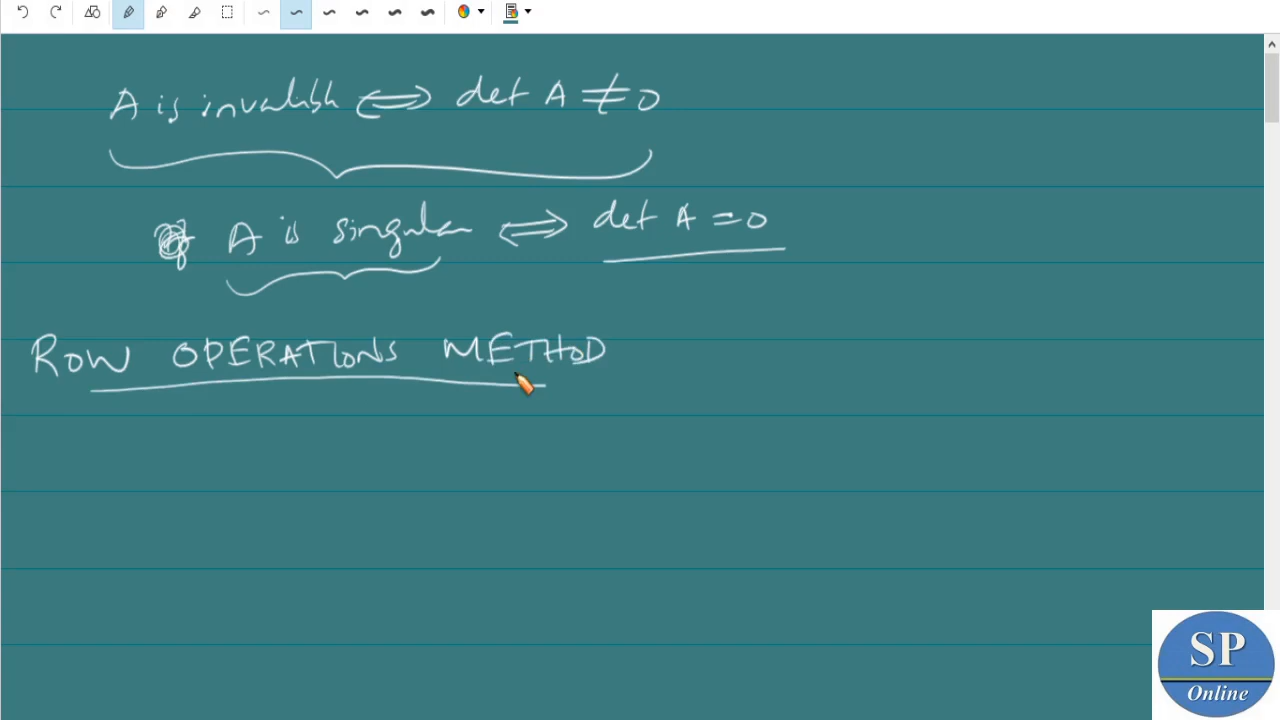 A is invertible ⟺ det A ≠ 0
A is singular ⟺ det A = 0
ROW OPERATIONS METHOD
SP
Online